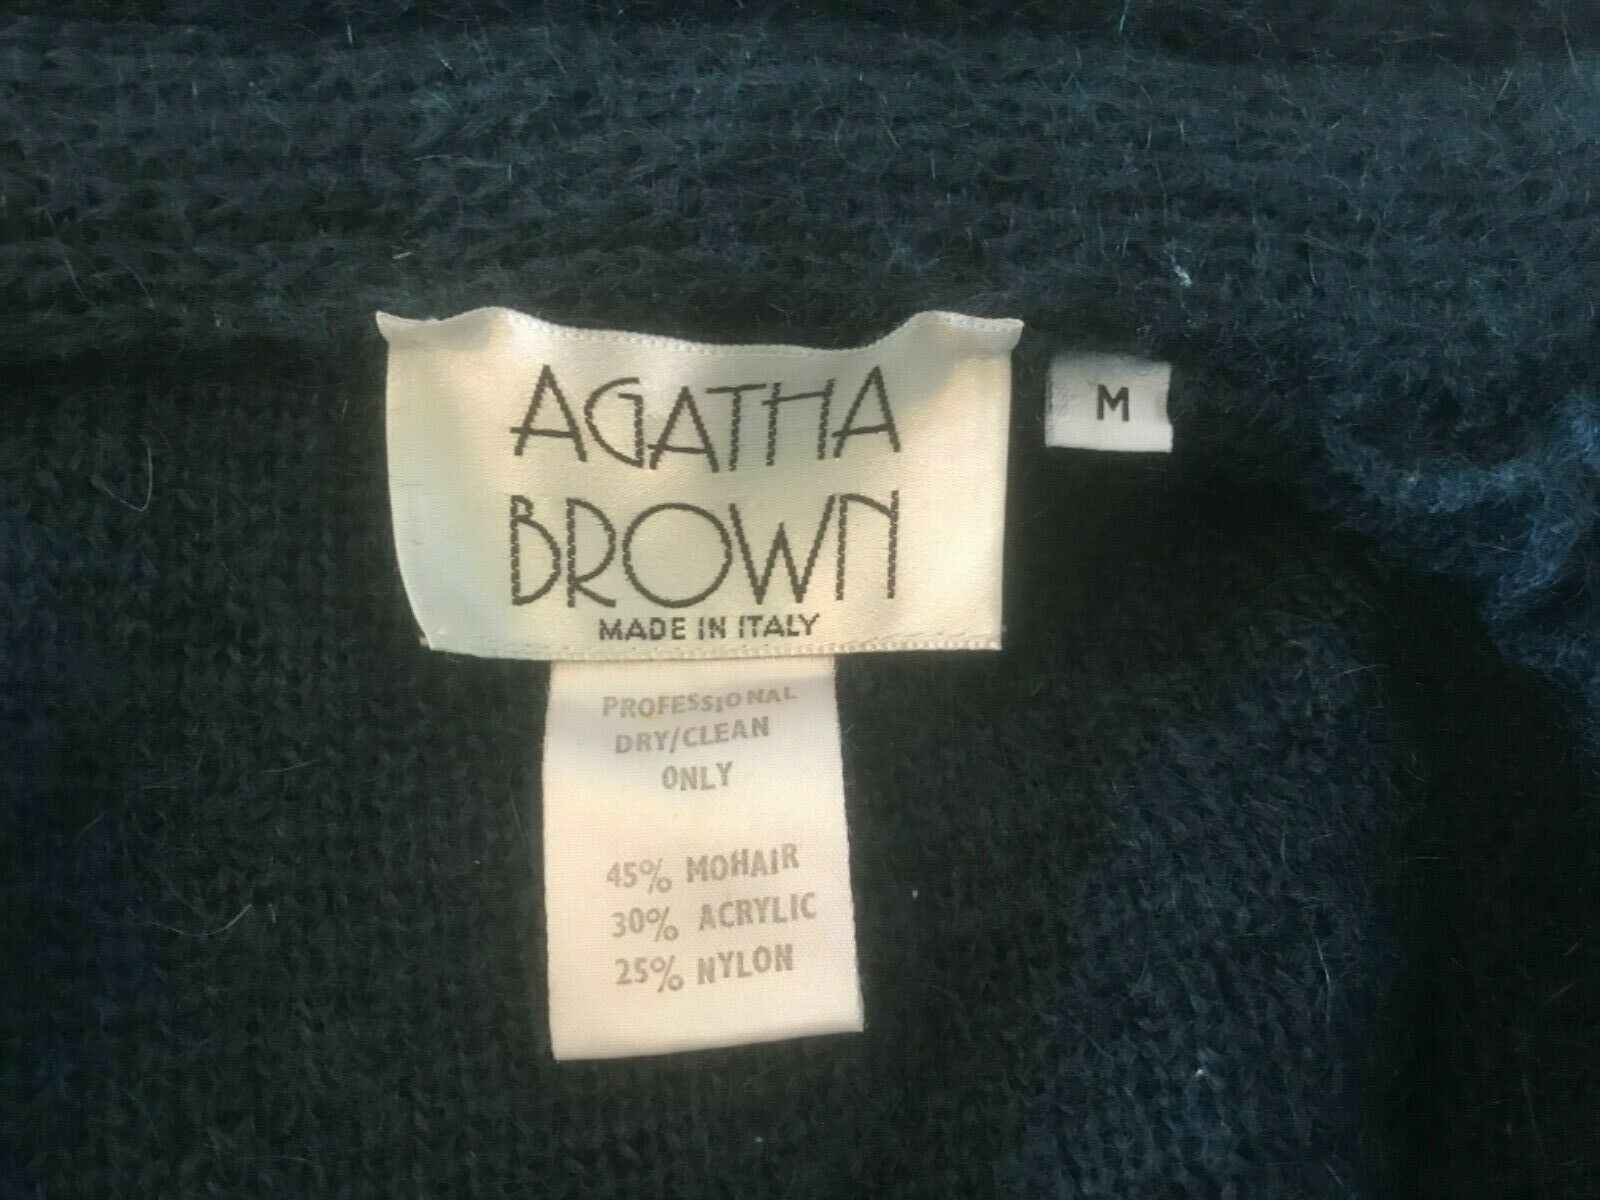 AGATHA
BROWN
MADE IN ITALY
M
PROFESSIONAL
DRY/CLEAN
ONLY
45% MOHAIR
30% ACRYLIC
25% NYLON